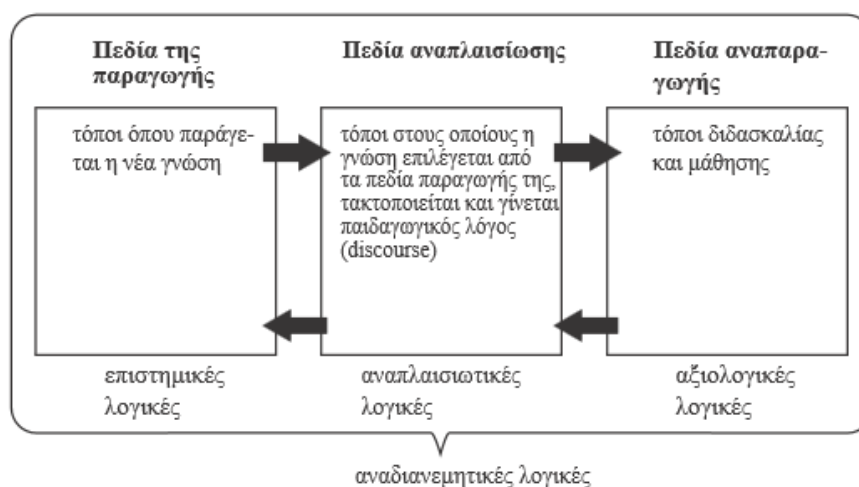 Πεδία της
παραγωγής
τόποι όπου παράγε-
ται η νέα γνώση
επιστημικές
λογικές
Πεδία αναπλαισίωσης
τόποι στους οποίους η
γνώση επιλέγεται από
τα πεδία παραγωγής της,
τακτοποιείται και γίνεται
παιδαγωγικός λόγος
(discourse)
αναπλαισιωτικές
λογικές
Πεδία αναπαρα-
γωγής
τόποι διδασκαλίας
και μάθησης
αξιολογικές
λογικές
αναδιανεμητικές λογικές